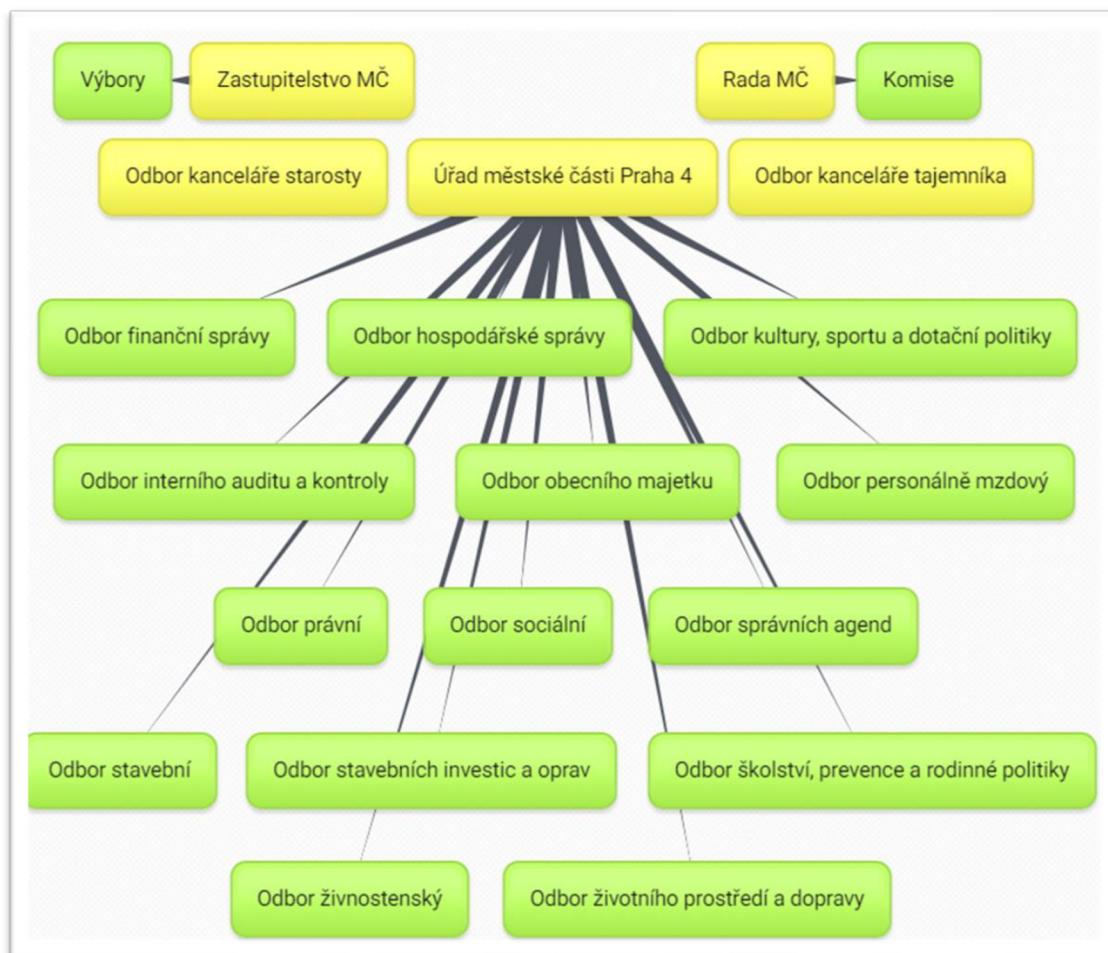 Výbory
Zastupitelstvo MČ
Rada MČ
Komise
Odbor kanceláře starosty
Úřad městské části Praha 4
Odbor kanceláře tajemníka
Odbor finanční správy
Odbor hospodářské správy
Odbor kultury, sportu a dotační politiky
Odbor interního auditu a kontroly
Odbor obecního majetku
Odbor personálně mzdový
Odbor právní
Odbor sociální
Odbor správních agend
Odbor stavební
Odbor stavebních investic a oprav
Odbor školství, prevence a rodinné politiky
Odbor živnostenský
Odbor životního prostředí a dopravy